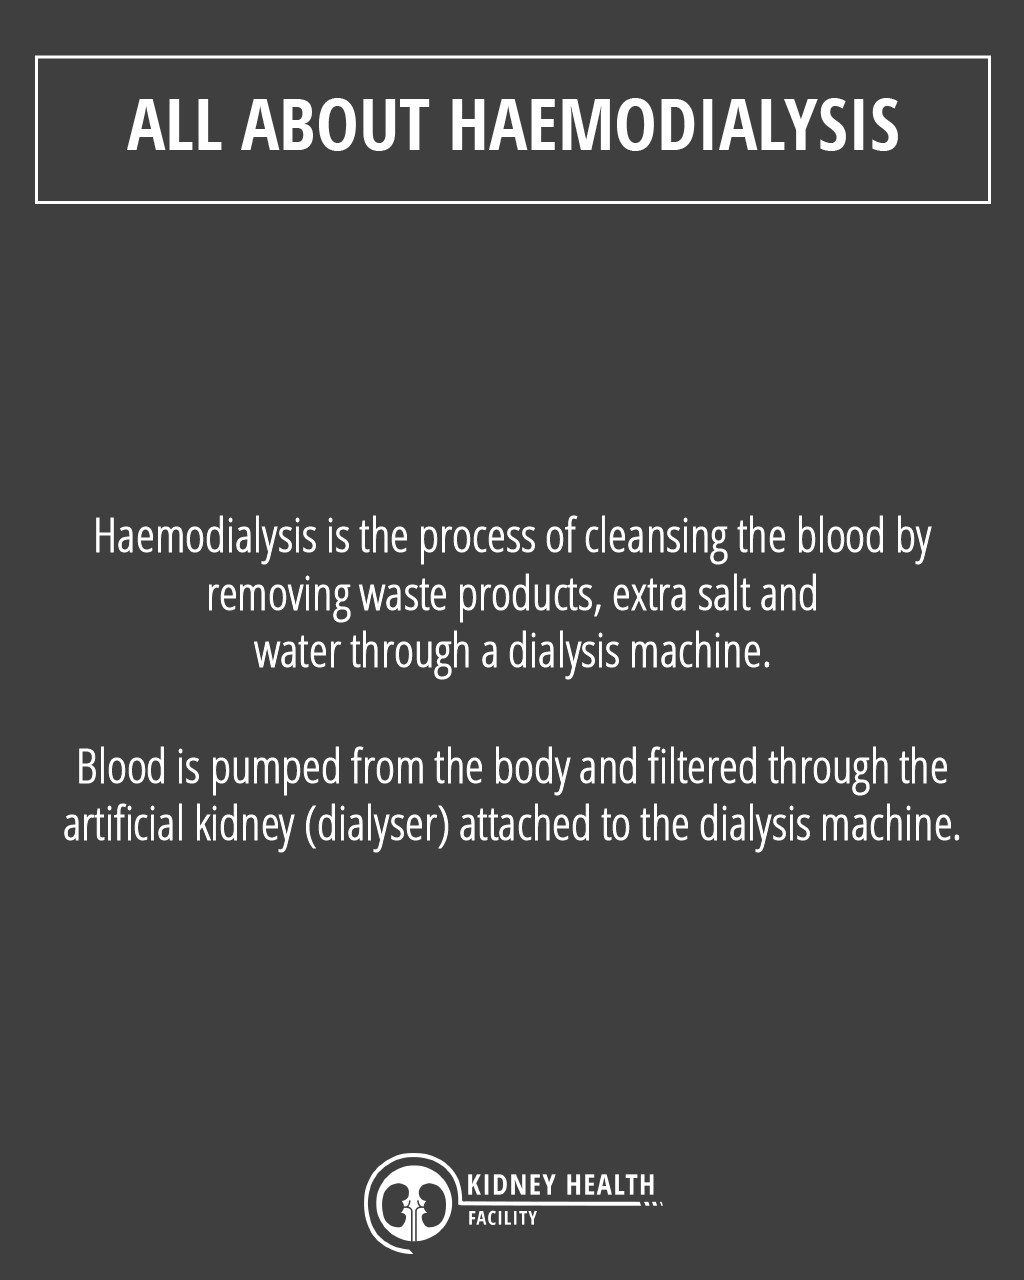 ALL ABOUT HAEMODIALYSIS
Haemodialysis is the process of cleansing the blood by
removing waste products, extra salt and
water through a dialysis machine.
Blood is pumped from the body and filtered through the
artificial kidney (dialyser) attached to the dialysis machine.
KIDNEY HEALTH
FACILITY